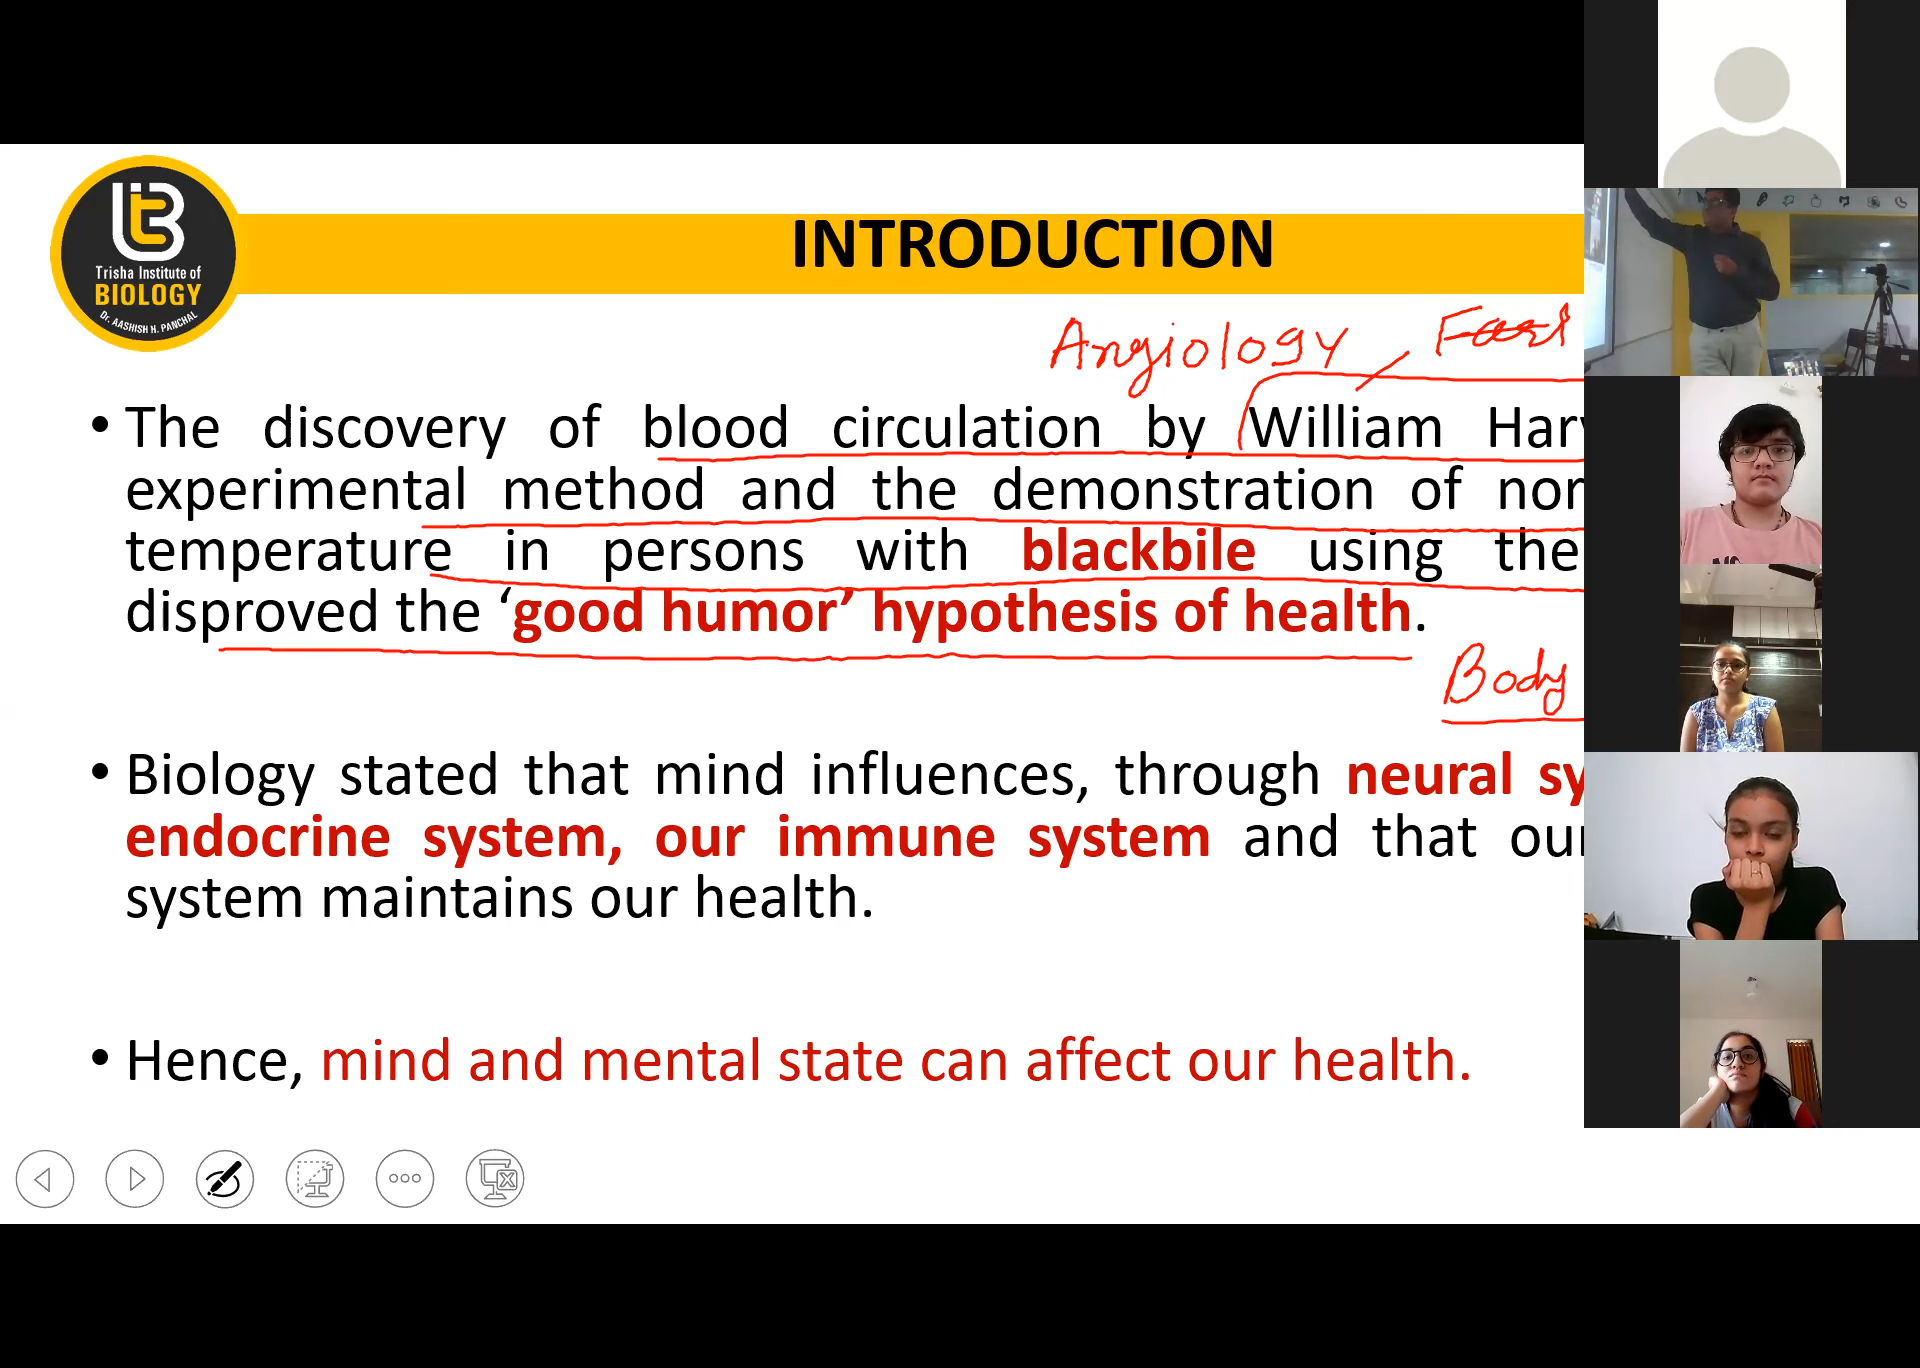 Trisha Institute of
BIOLOGY
Dr. AASHISH H. PANCHAL
INTRODUCTION
Angiology
• The discovery of blood circulation by William Harv
experimental method and the demonstration of nor
temperature in persons with blackbile using the
disproved the ‘good humor’ hypothesis of health.
Body
• Biology stated that mind influences, through neural sy
endocrine system, our immune system and that our
system maintains our health.
• Hence, mind and mental state can affect our health.